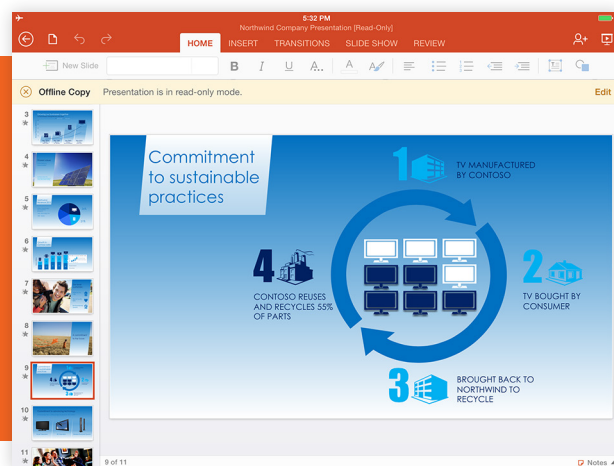 5:32 PM
Northwind Company Presentation [Read-Only]
HOME INSERT TRANSITIONS SLIDE SHOW REVIEW
New Slide B I U A... A
Offline Copy Presentation is in read-only mode. Edit
3
4
5
6
7
8
9
10
11
Commitment
to sustainable
practices
1 TV MANUFACTURED
BY CONTOSO
2
TV BOUGHT BY
CONSUMER
3 BROUGHT BACK TO
NORTHWIND TO
RECYCLE
4
CONTOSO REUSES
AND RECYCLES 55%
OF PARTS
9 of 11 Notes